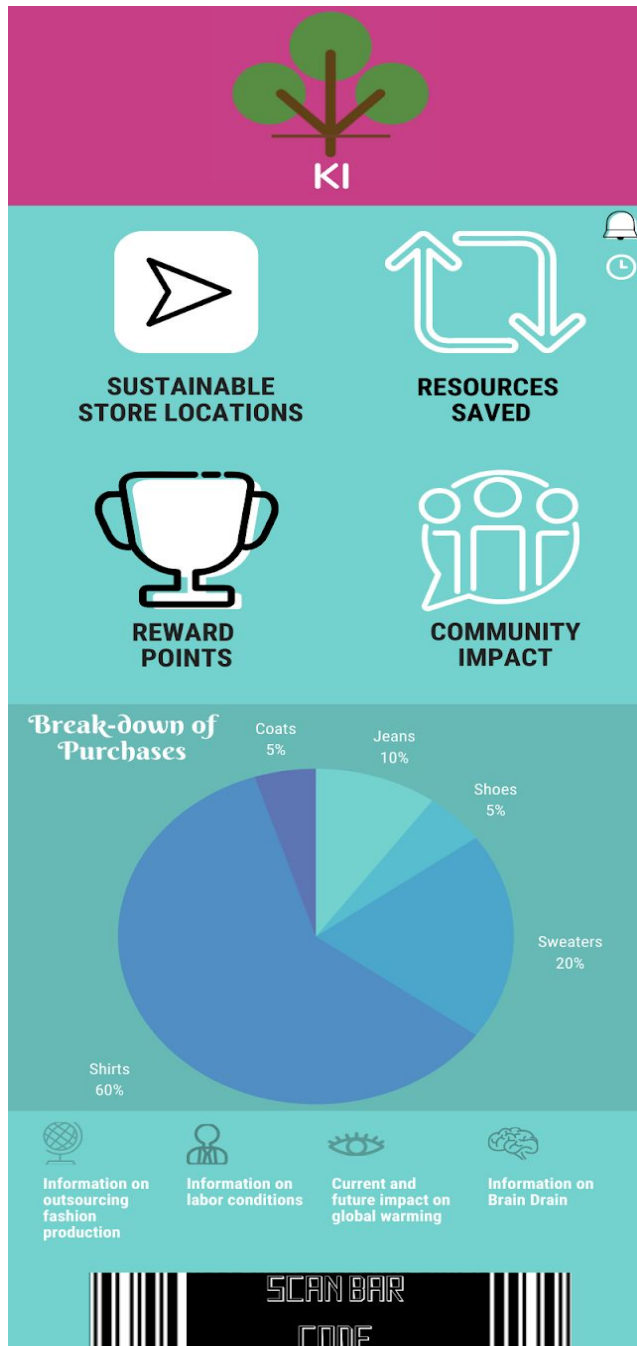 KI
SUSTAINABLE
STORE LOCATIONS
RESOURCES
SAVED
REWARD
POINTS
COMMUNITY
IMPACT
Break-down of
Purchases
Coats
5%
Jeans
10%
Shoes
5%
Sweaters
20%
Shirts
60%
Information on
outsourcing
fashion
production
Information on
labor conditions
Current and
future impact on
global warming
Information on
Brain Drain
SCAN BAR
CODE